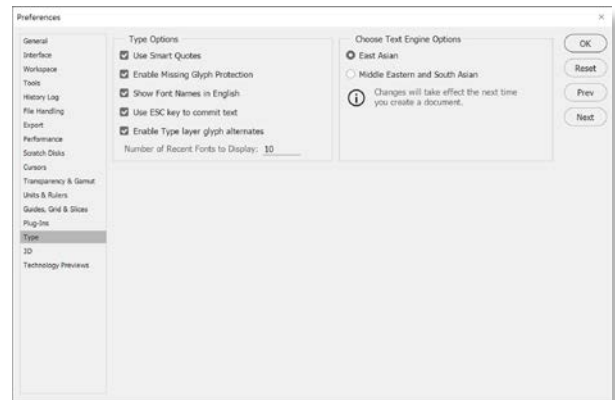 Preferences
General
Interface
Workspace
Tools
History Log
File Handling
Export
Performance
Scratch Disks
Cursors
Transparency & Gamut
Units & Rulers
Guides, Grid & Slices
Plug-Ins
Type
3D
Technology Previews
Type Options
Use Smart Quotes
Enable Missing Glyph Protection
Show Font Names in English
Use ESC key to commit text
Enable Type layer glyph alternates
Number of Recent Fonts to Display: 10
Choose Text Engine Options
East Asian
Middle Eastern and South Asian
Changes will take effect the next time
you create a document.
OK
Reset
Prev
Next